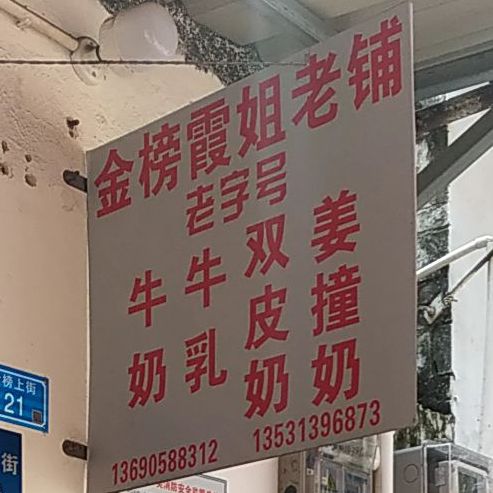 金榜霞姐老铺
老字号
牛奶
牛乳
双皮奶
姜撞奶
13690588312
13531396873
榜上街
21
街